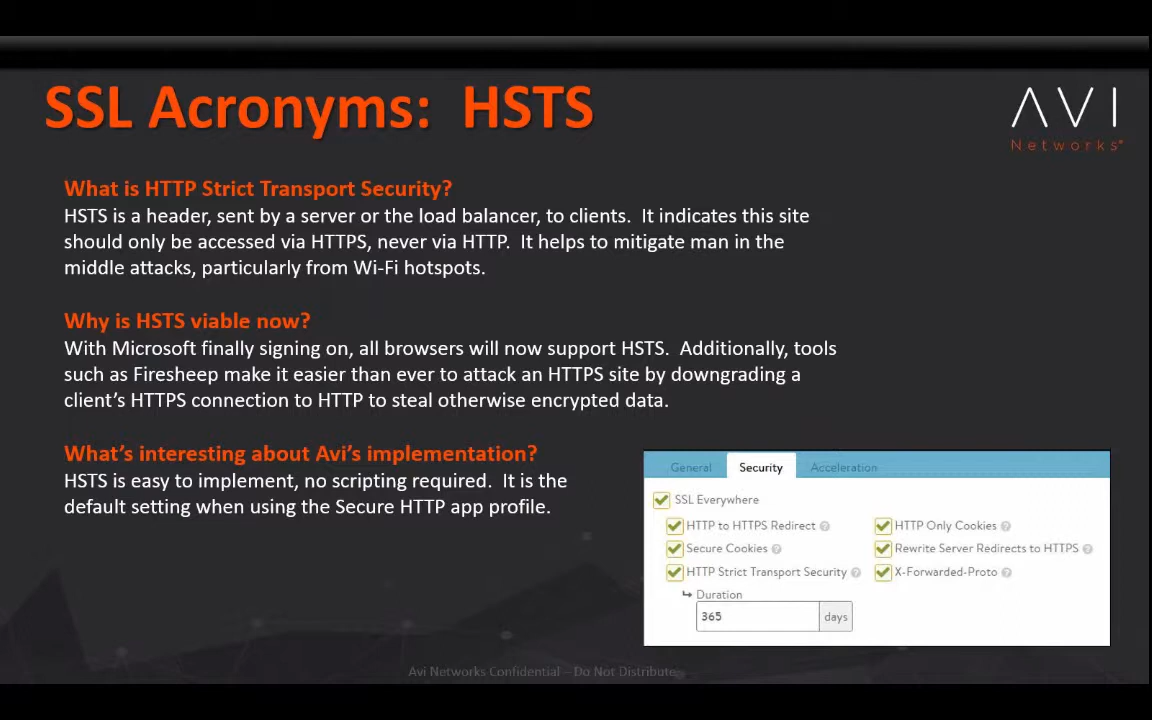 SSL Acronyms: HSTS
AVI
Networks
What is HTTP Strict Transport Security?
HSTS is a header, sent by a server or the load balancer, to clients. It indicates this site
should only be accessed via HTTPS, never via HTTP. It helps to mitigate man in the
middle attacks, particularly from Wi-Fi hotspots.
Why is HSTS viable now?
With Microsoft finally signing on, all browsers will now support HSTS. Additionally, tools
such as Firesheep make it easier than ever to attack an HTTPS site by downgrading a
client's HTTPS connection to HTTP to steal otherwise encrypted data.
What's interesting about Avi's implementation?
HSTS is easy to implement, no scripting required. It is the
default setting when using the Secure HTTP app profile.
General Security Acceleration
SSL Everywhere
HTTP to HTTPS Redirect ? HTTP Only Cookies ?
Secure Cookies ? Rewrite Server Redirects to HTTPS ?
HTTP Strict Transport Security ? X-Forwarded-Proto ?
Duration
365 days
Avi Networks Confidential – Do Not Distribute